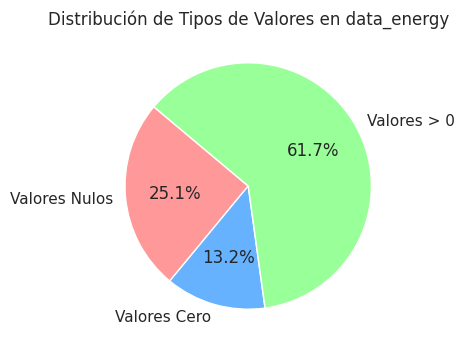 Distribución de Tipos de Valores en data_energy
Valores > 0
61.7%
Valores Nulos
25.1%
13.2%
Valores Cero